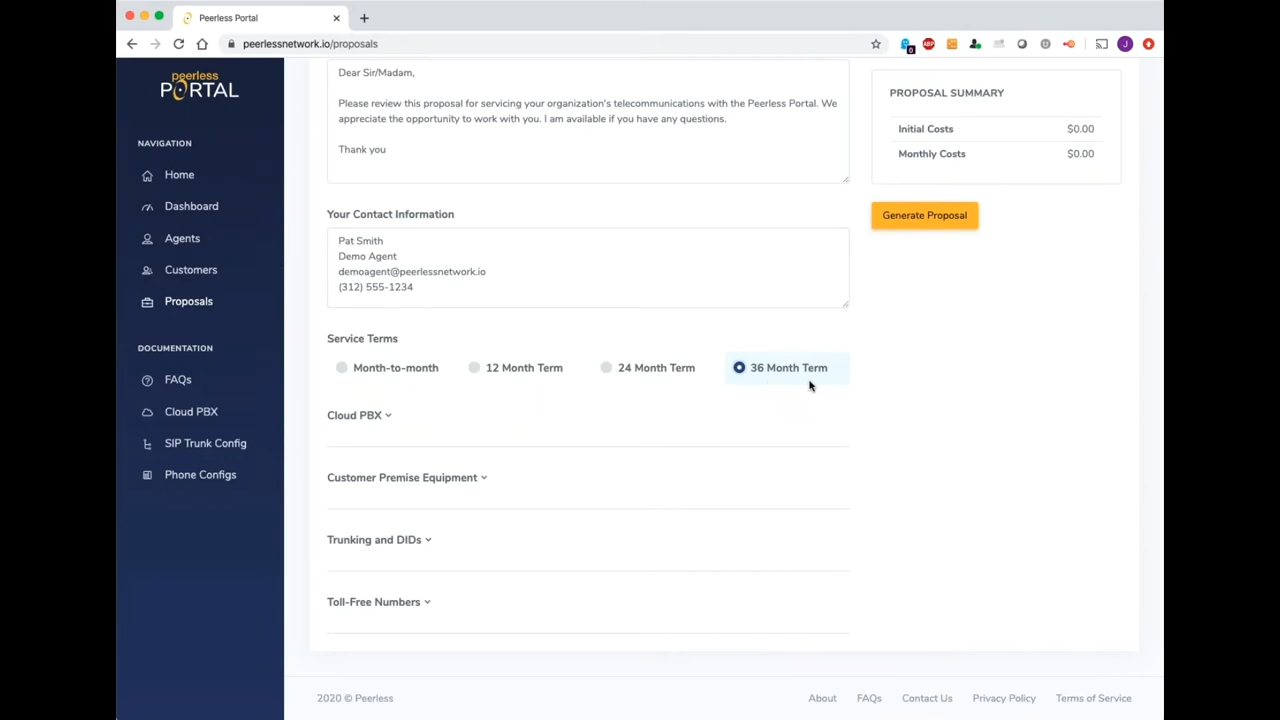 Peerless Portal
peerlessnetwork.io/proposals
0
ABP
J
peerless
PORTAL
NAVIGATION
Home
Dashboard
Agents
Customers
Proposals
DOCUMENTATION
FAQs
Cloud PBX
SIP Trunk Config
Phone Configs
Dear Sir/Madam,
Please review this proposal for servicing your organization's telecommunications with the Peerless Portal. We
appreciate the opportunity to work with you. I am available if you have any questions.
Thank you
Your Contact Information
Pat Smith
Demo Agent
demoagent@peerlessnetwork.io
(312) 555-1234
Service Terms
Month-to-month 12 Month Term 24 Month Term 36 Month Term
Cloud PBX
Customer Premise Equipment
Trunking and DIDs
Toll-Free Numbers
PROPOSAL SUMMARY
Initial Costs $0.00
Monthly Costs $0.00
Generate Proposal
2020 © Peerless
About FAQs Contact Us Privacy Policy Terms of Service